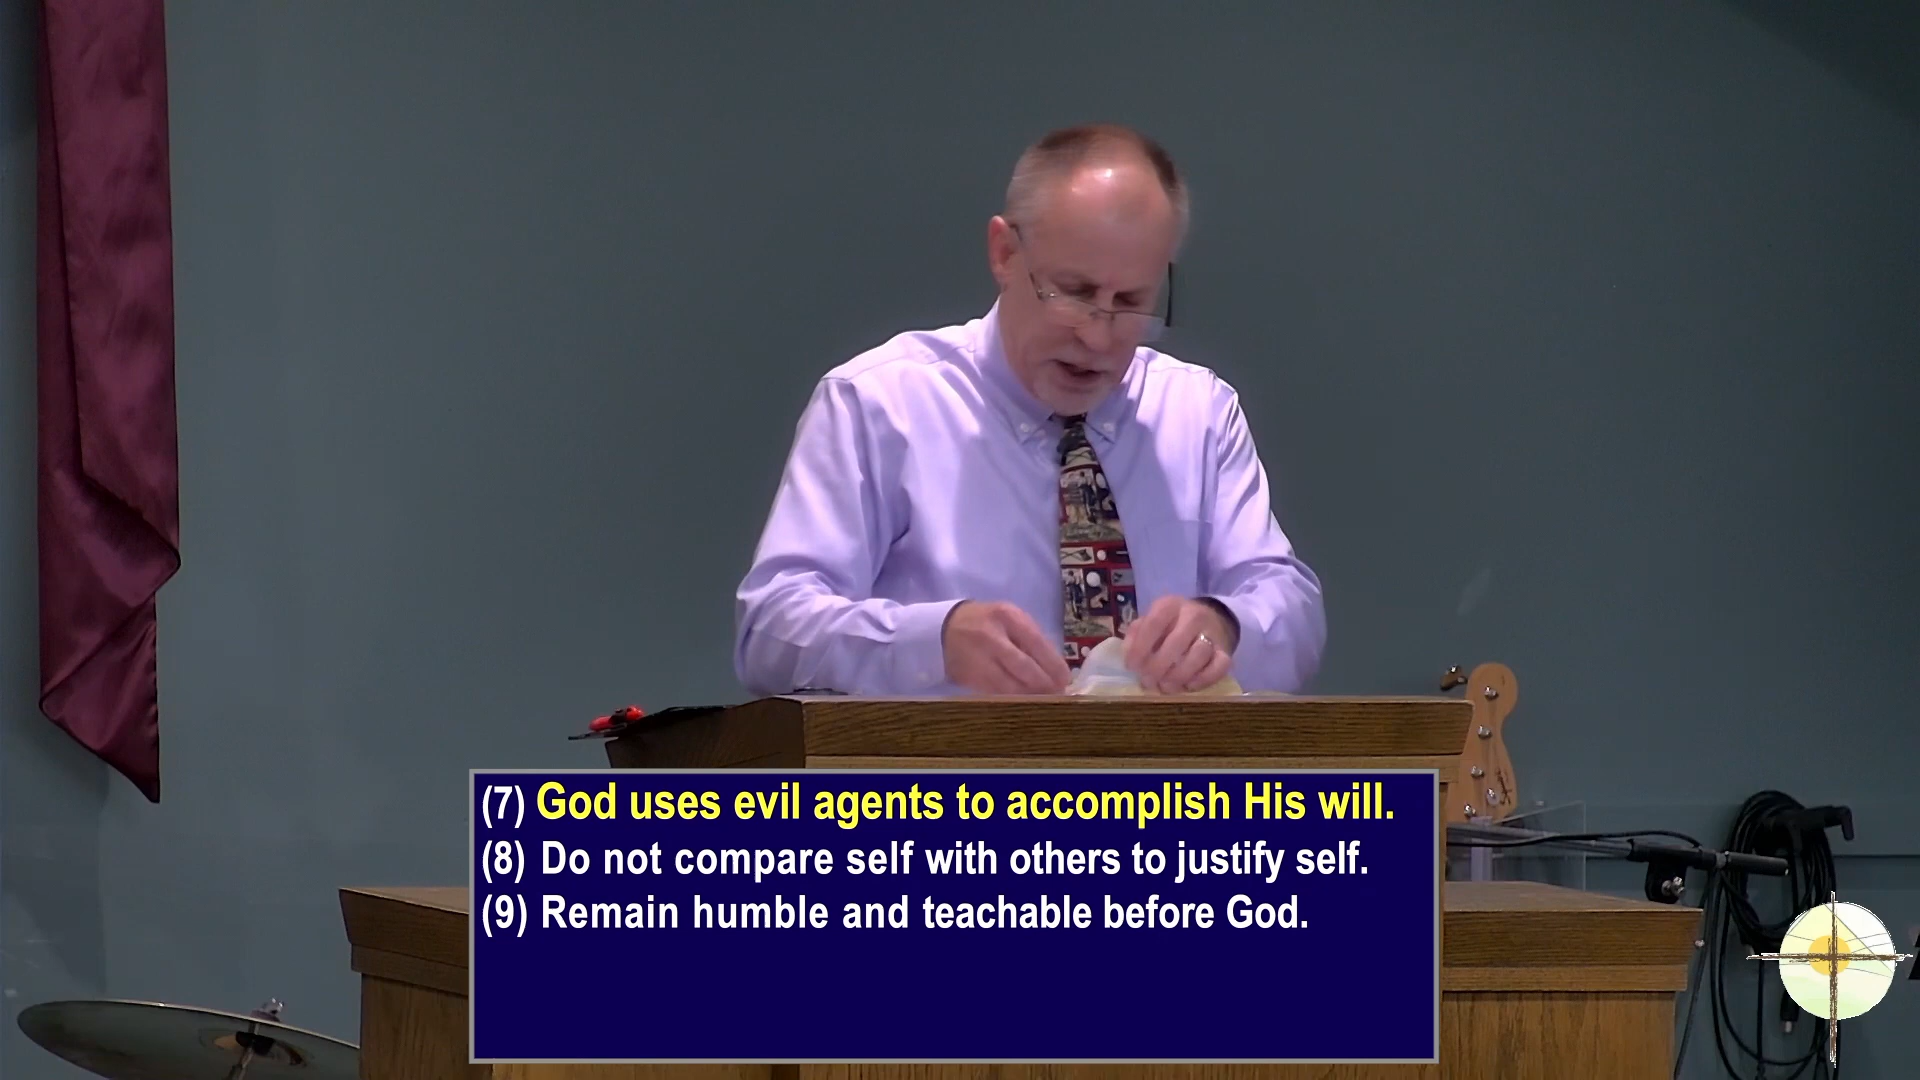 (7) God uses evil agents to accomplish His will.
(8) Do not compare self with others to justify self.
(9) Remain humble and teachable before God.